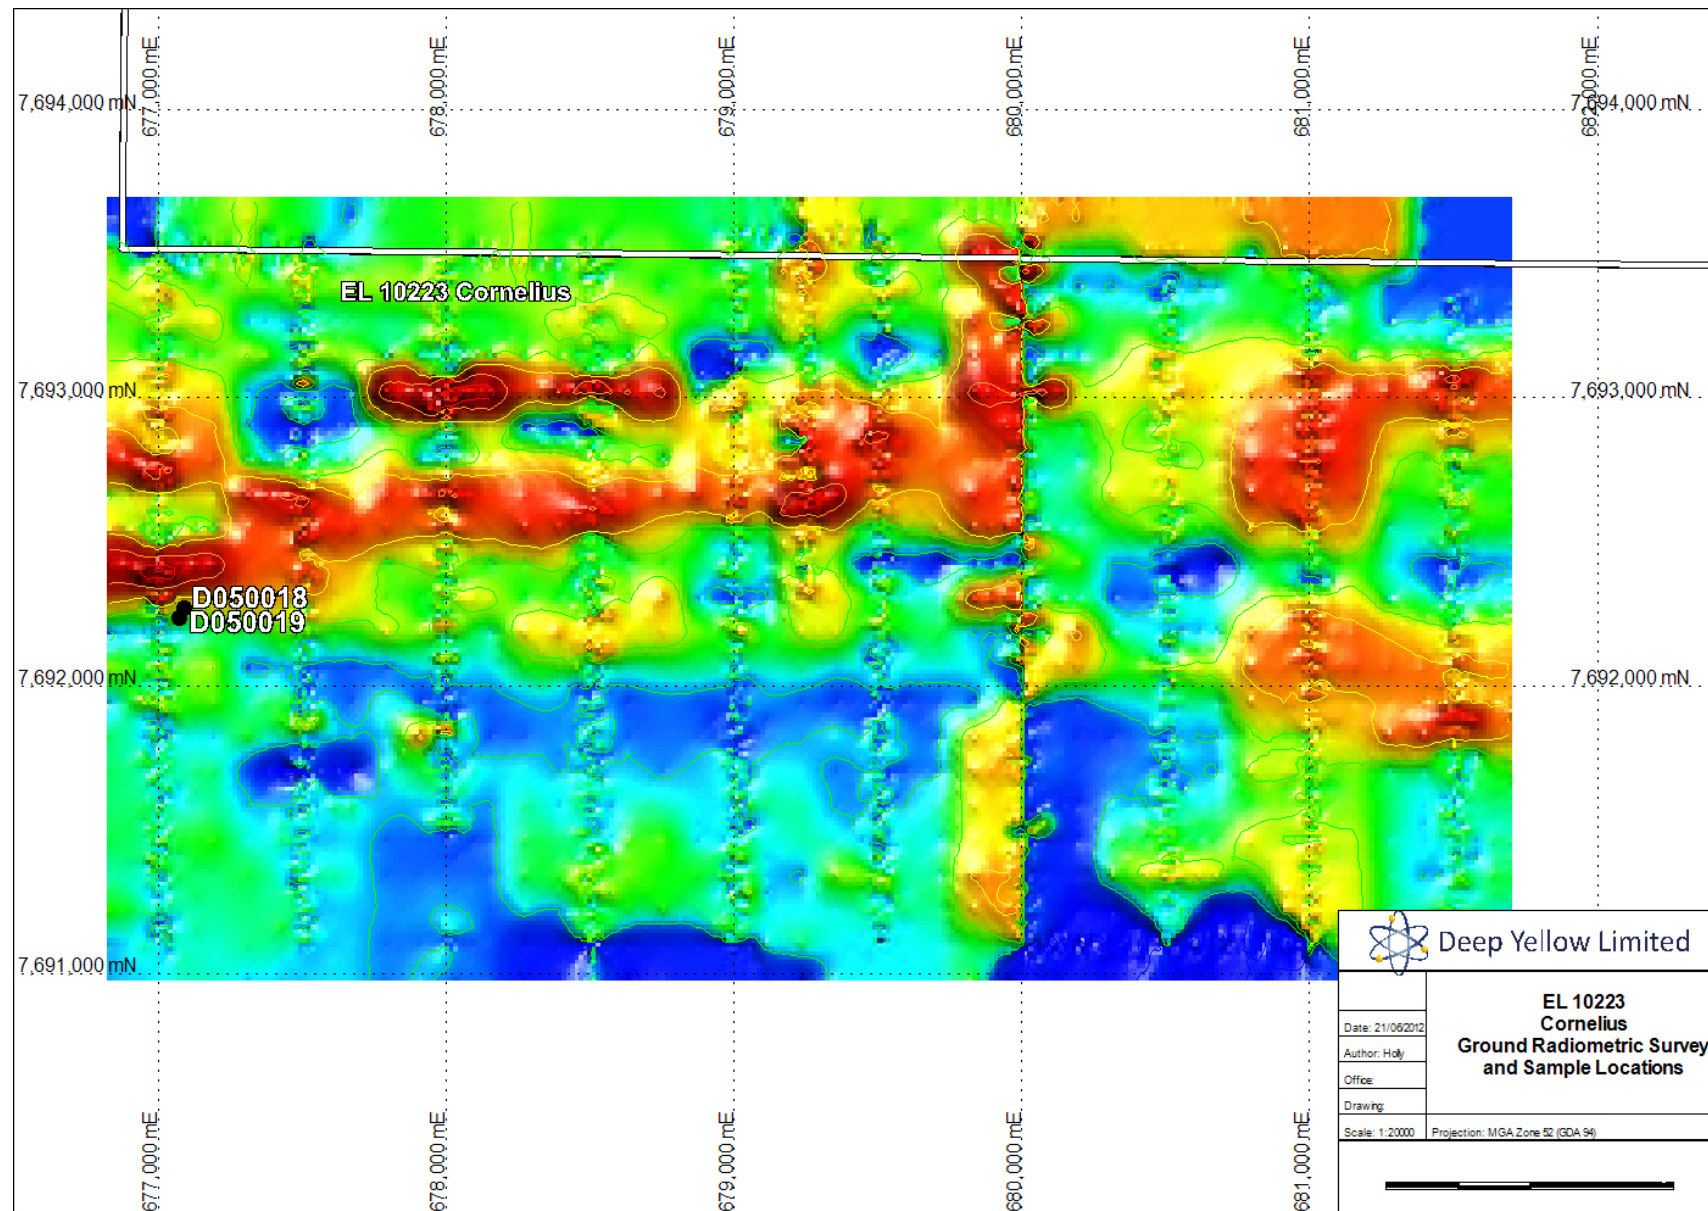 677,000 mE
678,000 mE
679,000 mE
680,000 mE
681,000 mE
682,000 mE
7,694,000 mN
7,694,000 mN
EL 10223 Cornelius
7,693,000 mN
7,693,000 mN
D050018
D050019
7,692,000 mN
7,692,000 mN
7,691,000 mN
Deep Yellow Limited
EL 10223
Cornelius
Ground Radiometric Survey
and Sample Locations
Date: 21/06/2012
Author: Holly
Office:
Drawing:
Scale: 1:20000
Projection: MGA Zone 52 (GDA 94)
677,000 mE
678,000 mE
679,000 mE
680,000 mE
681,000 mE